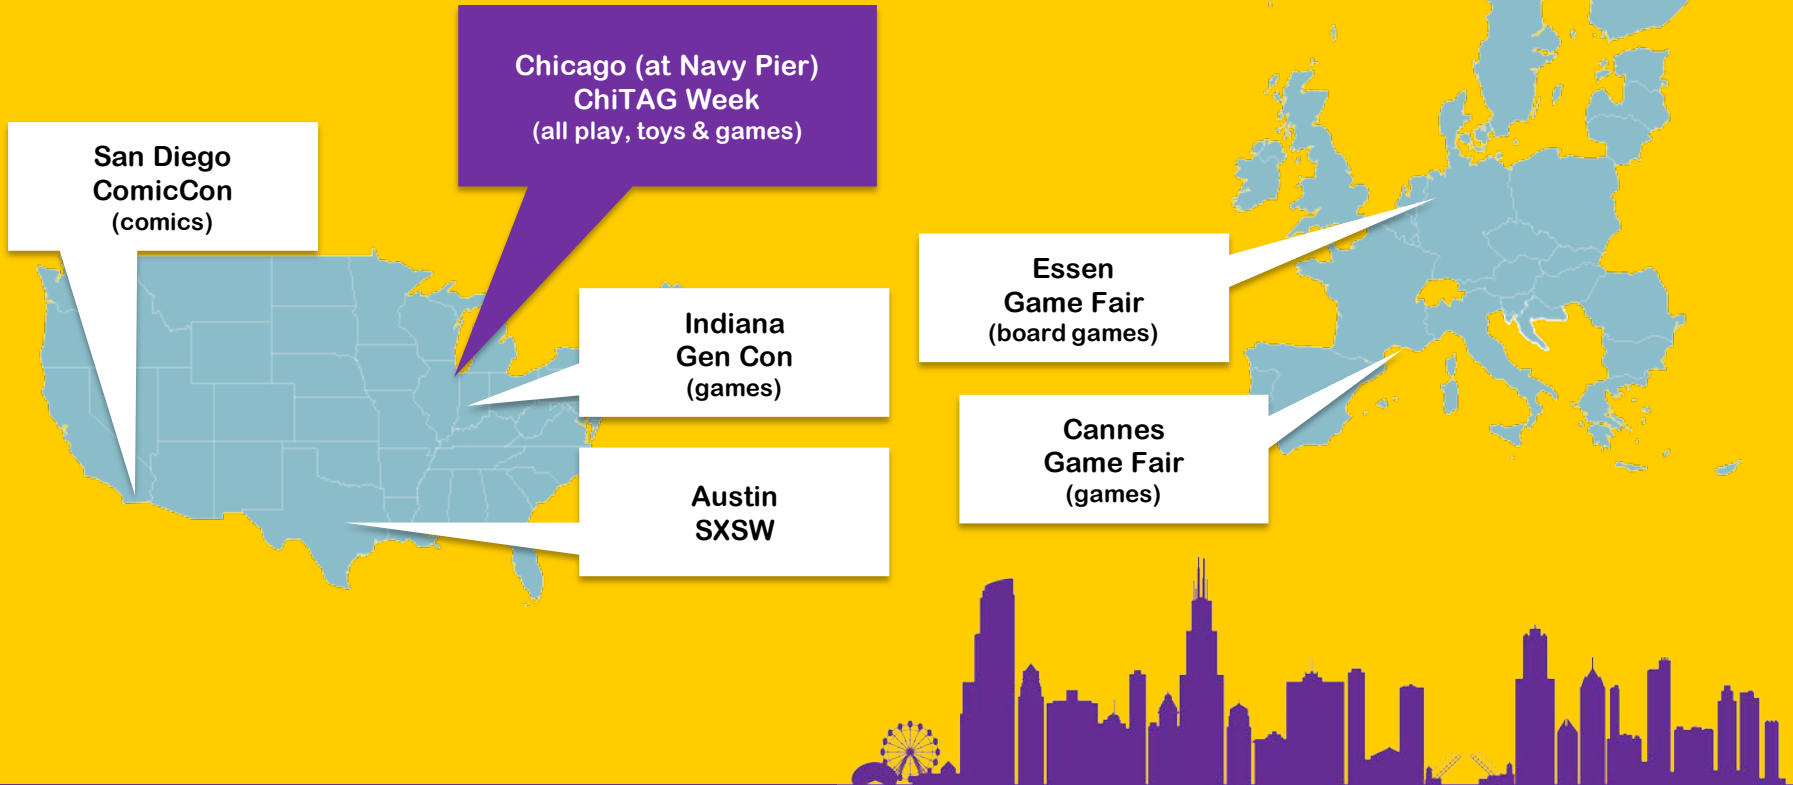 Chicago (at Navy Pier)
ChiTAG Week
(all play, toys & games)
San Diego
ComicCon
(comics)
Indiana
Gen Con
(games)
Austin
SXSW
Essen
Game Fair
(board games)
Cannes
Game Fair
(games)